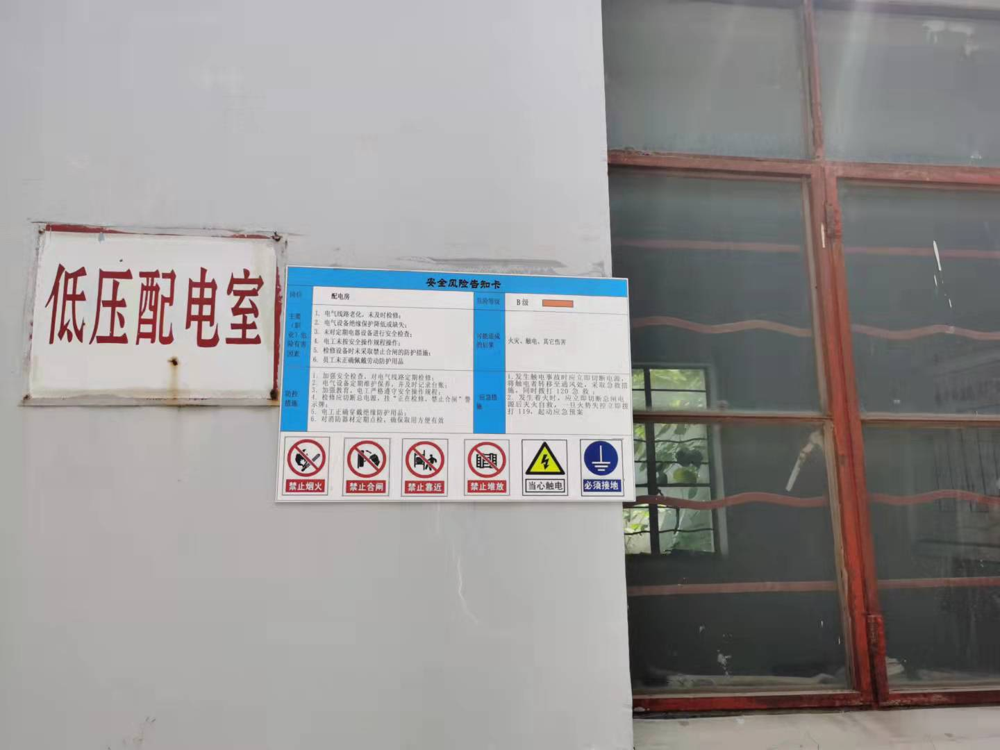 低压配电室
安全风险告知卡
岗位
配电房
危险等级
B 级
主要
（职
业）危
险有害
因素
1. 电气线路老化，未及时检修；
2. 电气设备绝缘保护降低或缺失；
3. 未对定期电器设备进行安全检查；
4. 电工未按安全操作规程操作；
5. 检修设备时未采取禁止合闸的防护措施；
6. 员工未正确佩戴劳动防护用品
可能造成
的后果
火灾、触电、其它伤害
防控
措施
1. 加强安全检查，对电气线路定期检修；
2. 电气设备定期维护保养，并及时记录台账；
3. 加强教育，电工严格遵守安全操作规程；
4. 检修应切断总电源，挂“正在检修，禁止合闸”警
示牌；
5. 电工正确穿戴绝缘防护用品；
6. 对消防器材定期点检，确保取用方便有效
应急措
施
1.发生触电事故时应立即切断电源，
将触电者转移至通风处，采取急救措
施，同时拨打 120 急 救 ；
2. 发生着火时，应立即切断总闸电
源后灭火自救，一旦火势失控立即拨
打 119，起动应急预案
禁止烟火
禁止合闸
禁止靠近
禁止堆放
当心触电
必须接地